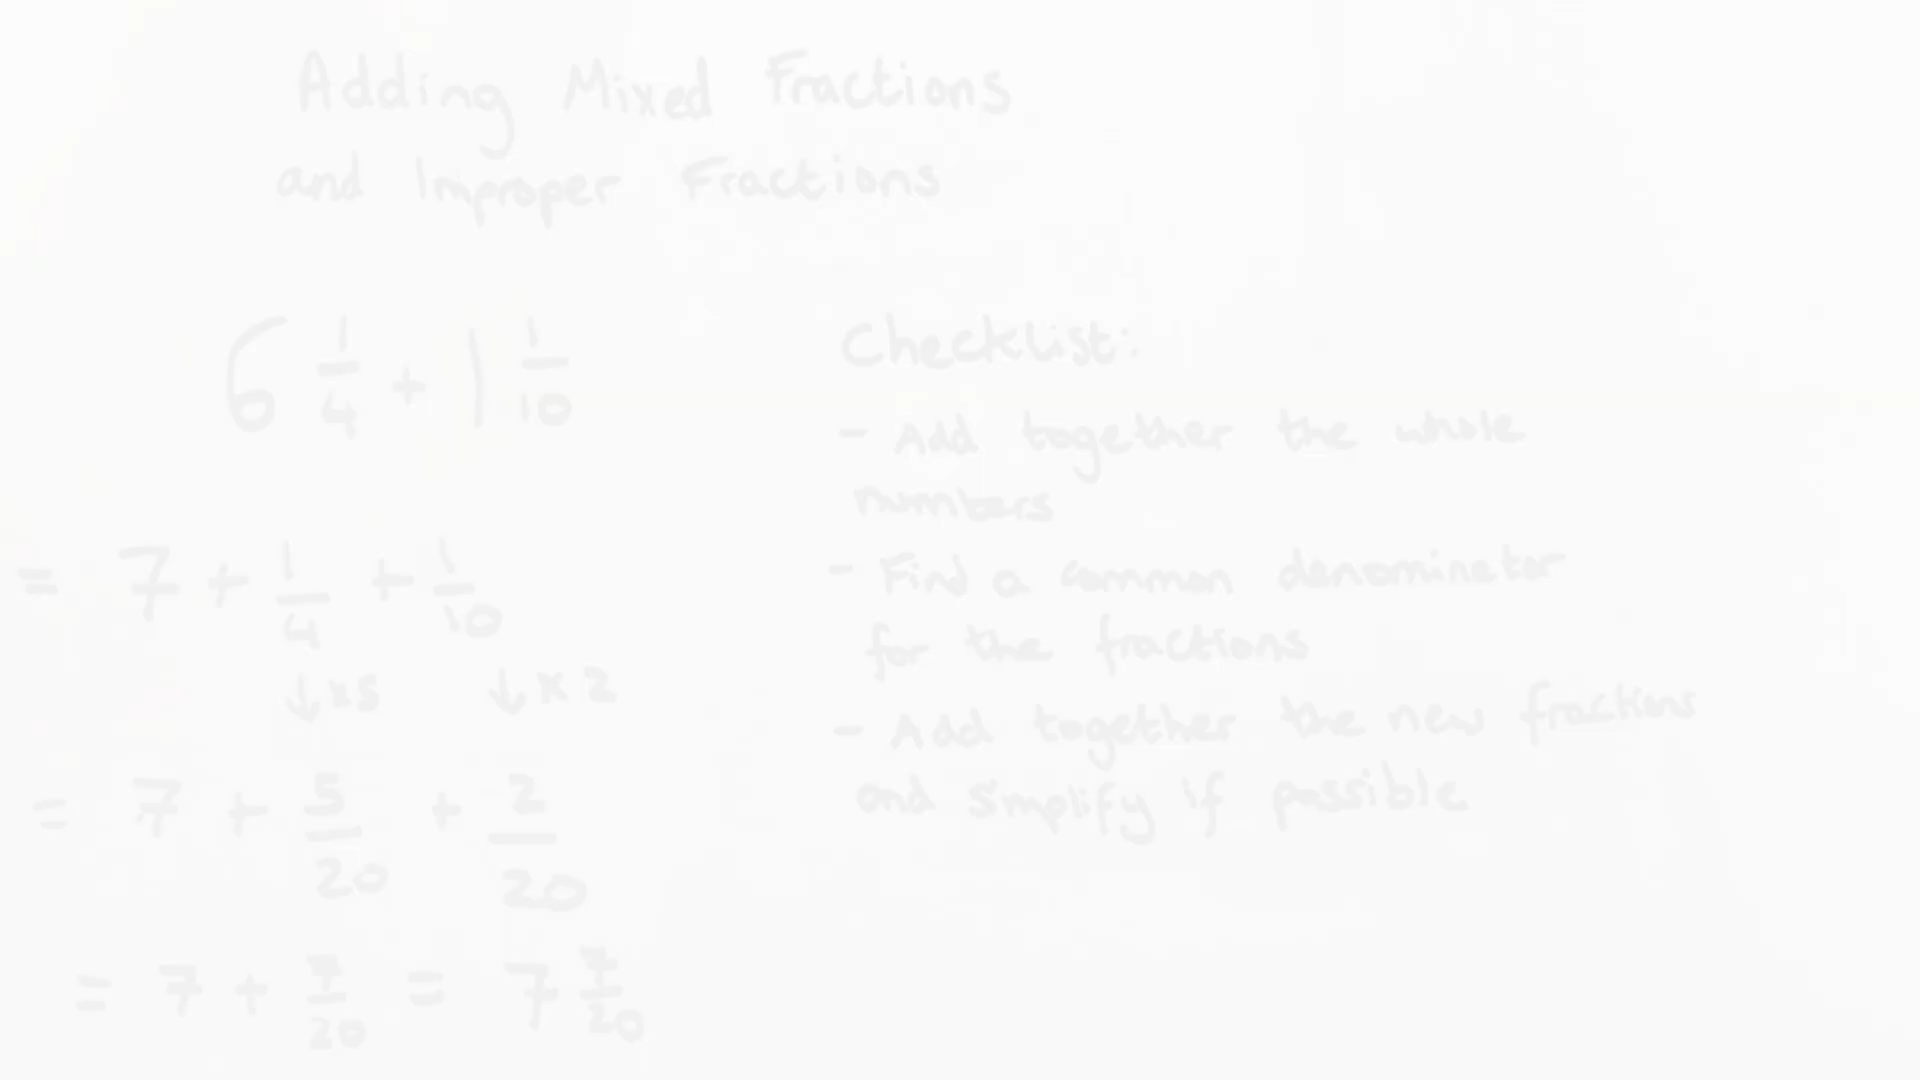 Adding Mixed Fractions
and Improper Fractions
6 1/4 + 1 1/10
= 7 + 1/4 + 1/10
↓ x5 ↓ x 2
= 7 + 5/20 + 2/20
= 7 + 7/20 = 7 7/20
Checklist:
- Add together the whole
numbers
- Find a common denominator
for the fractions
- Add together the new fractions
and simplify if possible